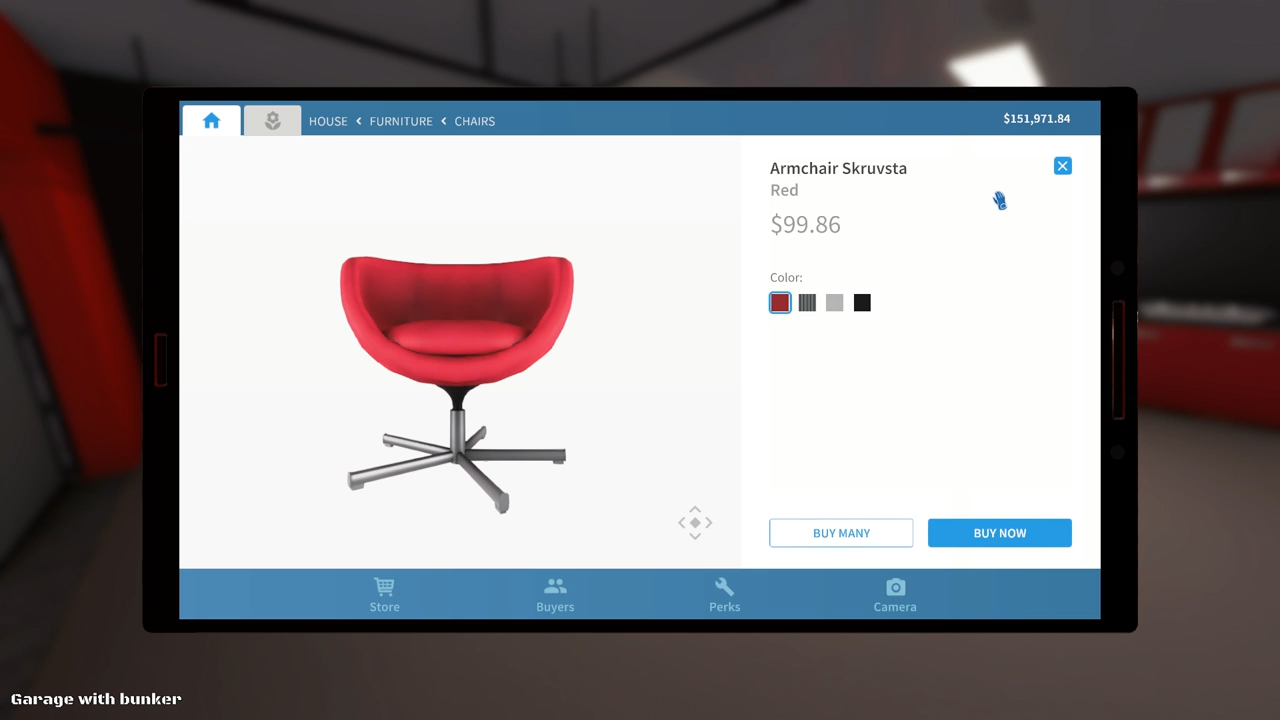 HOUSE < FURNITURE < CHAIRS
$151,971.84
Armchair Skruvsta
Red
$99.86
Color:
BUY MANY
BUY NOW
Store
Buyers
Perks
Camera
Garage with bunker